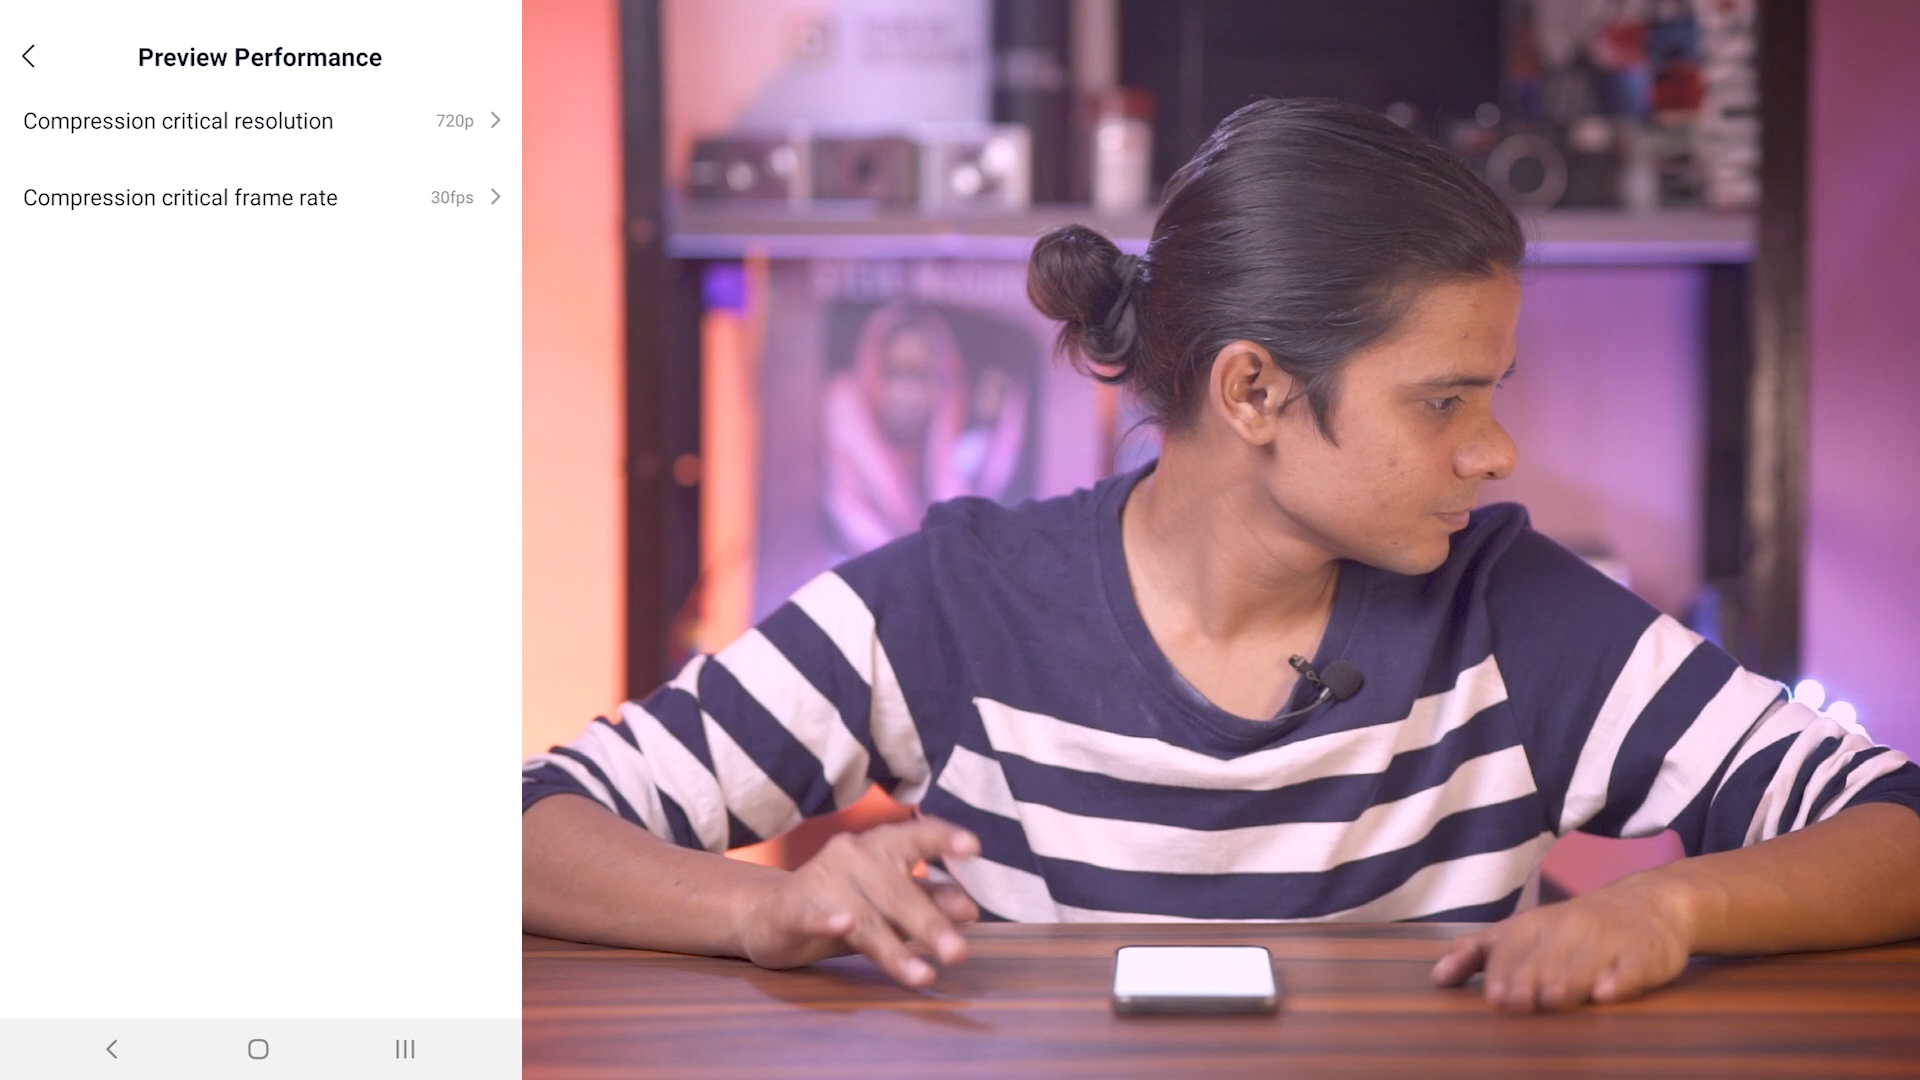 Preview Performance
Compression critical resolution 720p
Compression critical frame rate 30fps